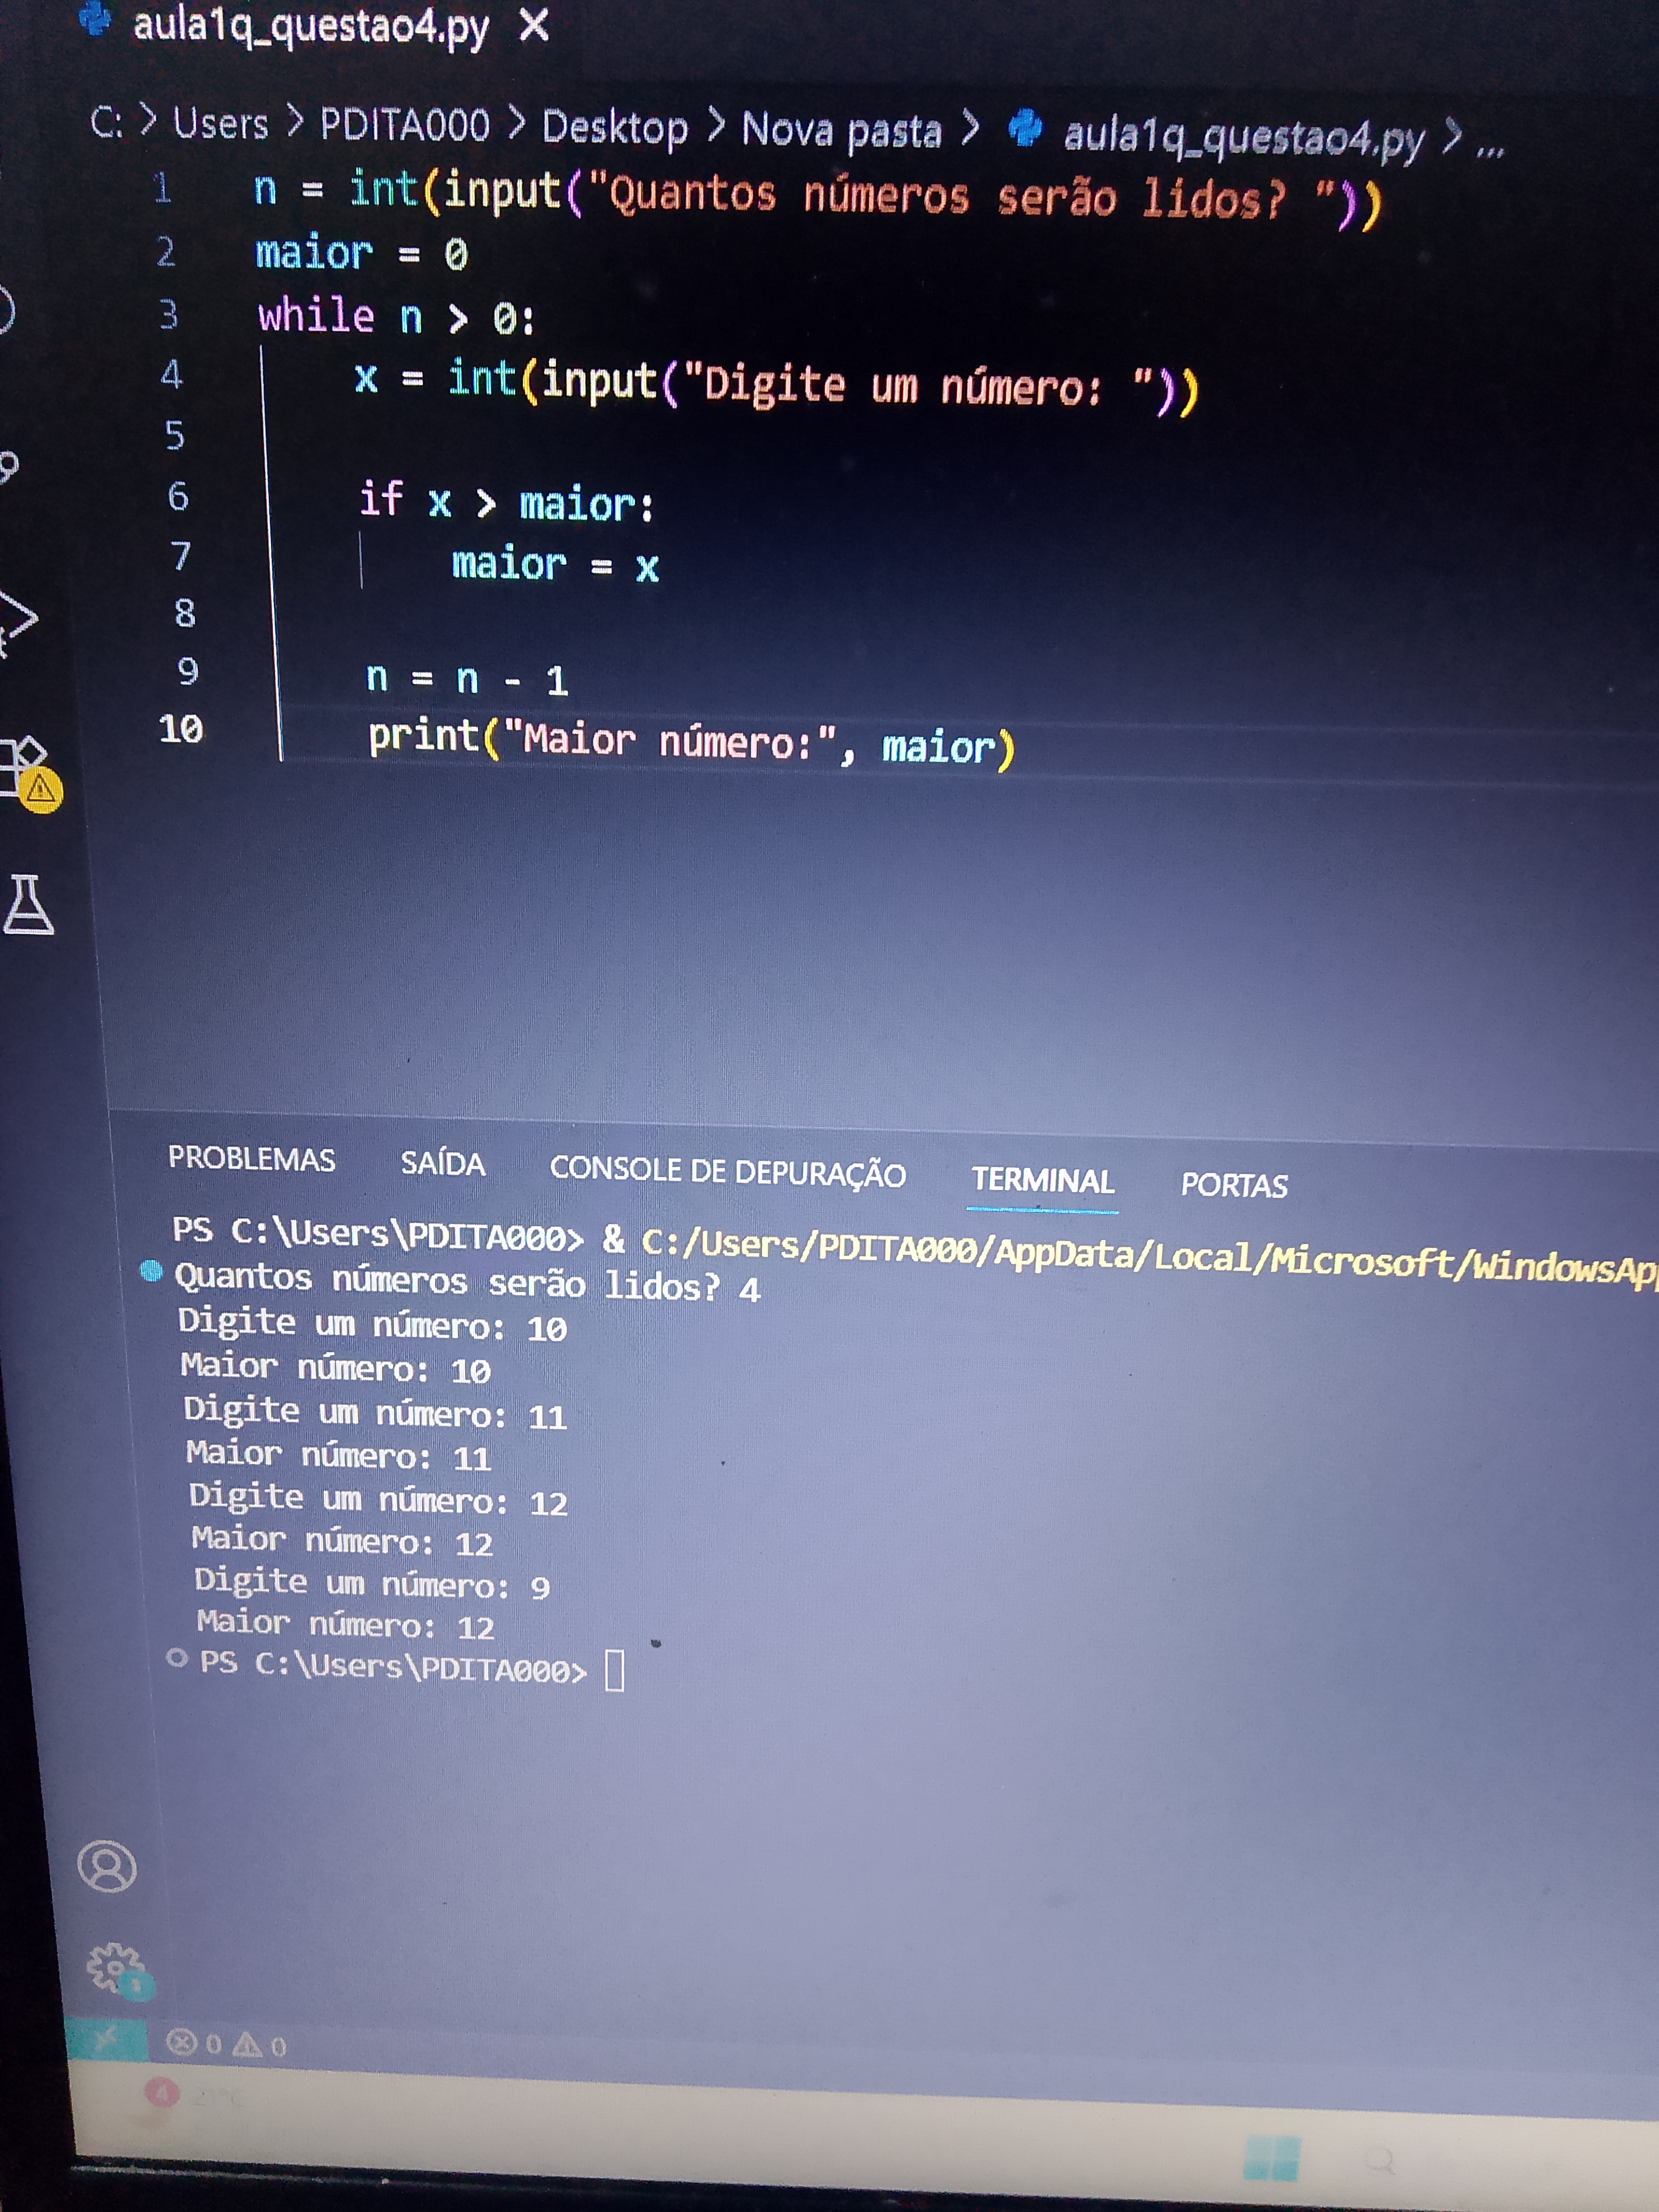 aula1q_questao4.py X
C: > Users > PDITA000 > Desktop > Nova pasta > aula1q_questao4.py > ...
1 n = int(input("Quantos números serão lidos? "))
2 maior = 0
3 while n > 0:
4 x = int(input("Digite um número: "))
5
6 if x > maior:
7 maior = x
8
9 n = n - 1
10 print("Maior número:", maior)
PROBLEMAS SAÍDA CONSOLE DE DEPURAÇÃO TERMINAL PORTAS
PS C:\Users\PDITA000> & C:/Users/PDITA000/AppData/Local/Microsoft/WindowsAp
Quantos números serão lidos? 4
Digite um número: 10
Maior número: 10
Digite um número: 11
Maior número: 11
Digite um número: 12
Maior número: 12
Digite um número: 9
Maior número: 12
PS C:\Users\PDITA000>
1
0 0
4